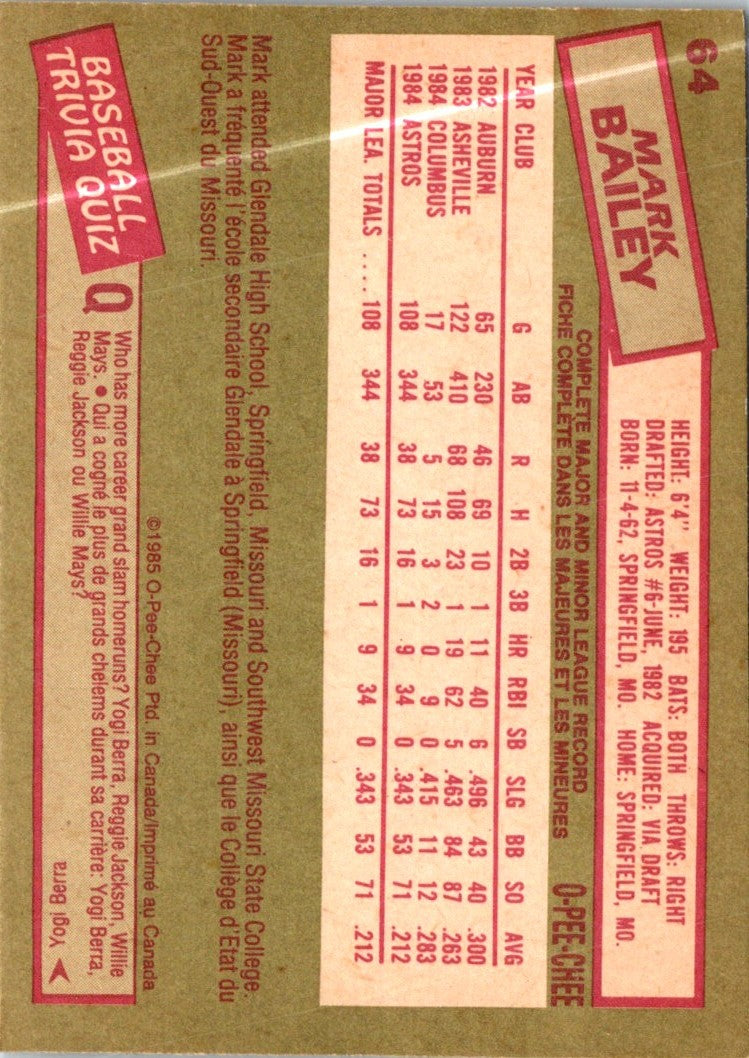 64
MARK
BAILEY
HEIGHT: 6'4" WEIGHT: 195 BATS: BOTH THROWS: RIGHT
DRAFTED: ASTROS #6-JUNE, 1982 ACQUIRED: VIA DRAFT
BORN: 11-4-62, SPRINGFIELD, MO. HOME: SPRINGFIELD, MO.
COMPLETE MAJOR AND MINOR LEAGUE RECORD
FICHE COMPLÈTE DANS LES MAJEURES ET LES MINEURES
O-PEE-CHEE
YEAR CLUB G AB R H 2B 3B HR RBI SB SLG BB SO AVG
1982 AUBURN 65 230 46 69 10 1 11 40 6 .496 43 40 .300
1983 ASHEVILLE 122 410 68 108 23 1 19 62 5 .463 84 87 .263
1984 COLUMBUS 17 53 5 15 3 2 0 9 0 .415 11 12 .283
1984 ASTROS 108 344 38 73 16 1 9 34 0 .343 53 71 .212
MAJOR LEA. TOTALS ..... 108 344 38 73 16 1 9 34 0 .343 53 71 .212
Mark attended Glendale High School, Springfield, Missouri and Southwest Missouri State College.
Mark a fréquenté l'école secondaire Glendale à Springfield (Missouri), ainsi que le Collège d'Etat du
Sud-Ouest du Missouri.
©1985 O-Pee-Chee Ptd. in Canada/Imprimé au Canada
BASEBALL
TRIVIA QUIZ
Q
Who has more career grand slam homeruns? Yogi Berra, Reggie Jackson, Willie
Mays. ● Qui a cogné le plus de grands chelems durant sa carrière: Yogi Berra,
Reggie Jackson ou Willie Mays?
Yogi Berra